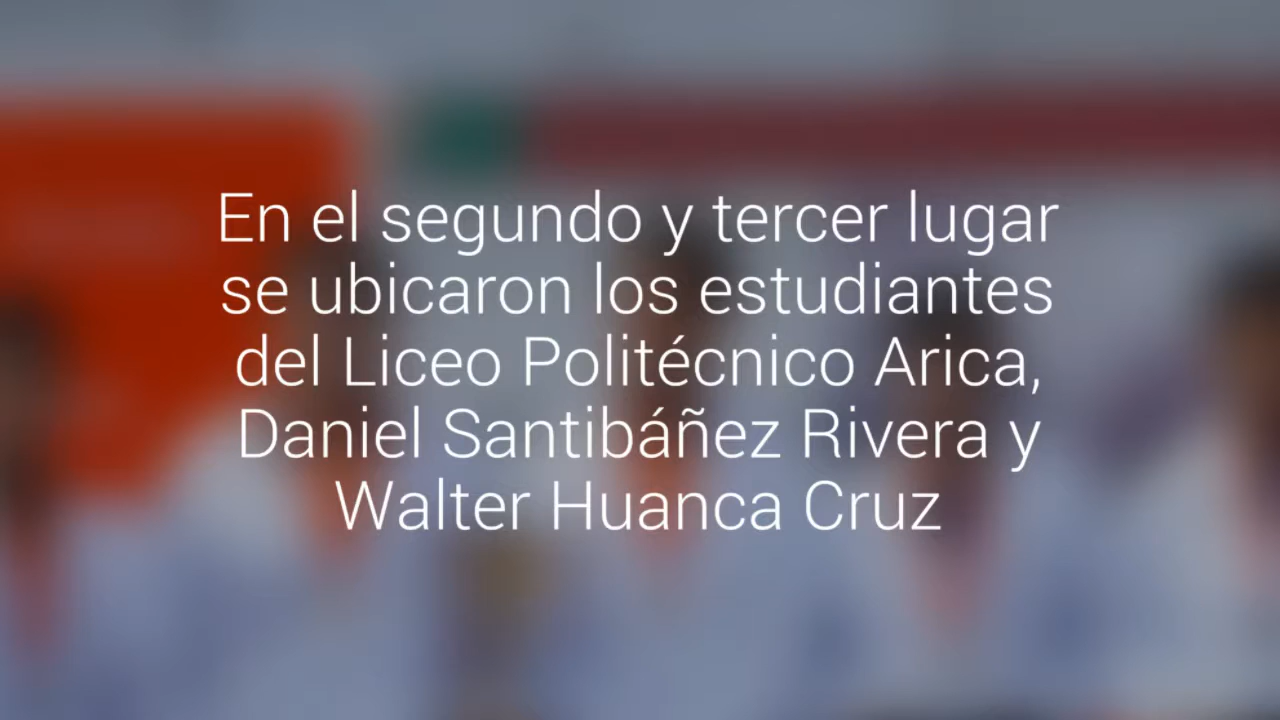 En el segundo y tercer lugar
se ubicaron los estudiantes
del Liceo Politécnico Arica,
Daniel Santibáñez Rivera y
Walter Huanca Cruz